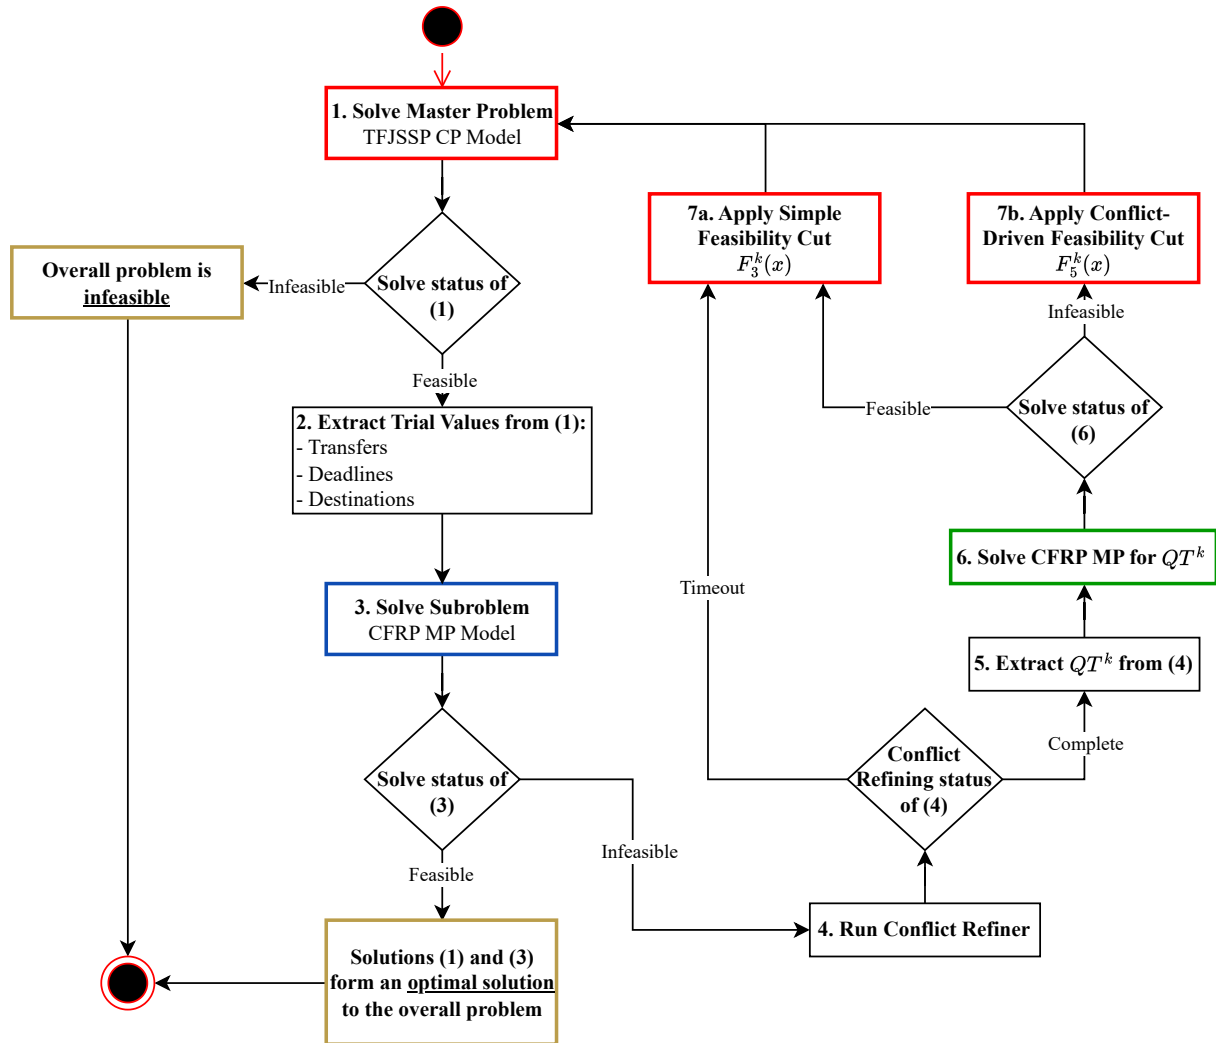 1. Solve Master Problem
TFJSSP CP Model
Solve status of
(1)
Infeasible
Overall problem is
infeasible
Feasible
2. Extract Trial Values from (1):
- Transfers
- Deadlines
- Destinations
3. Solve Subroblem
CFRP MP Model
Solve status of
(3)
Feasible
Solutions (1) and (3)
form an optimal solution
to the overall problem
Infeasible
4. Run Conflict Refiner
Conflict
Refining status
of (4)
Timeout
Complete
5. Extract QT^k from (4)
6. Solve CFRP MP for QT^k
Solve status of
(6)
Feasible
Infeasible
7a. Apply Simple
Feasibility Cut
F_3^k(x)
7b. Apply Conflict-
Driven Feasibility Cut
F_5^k(x)